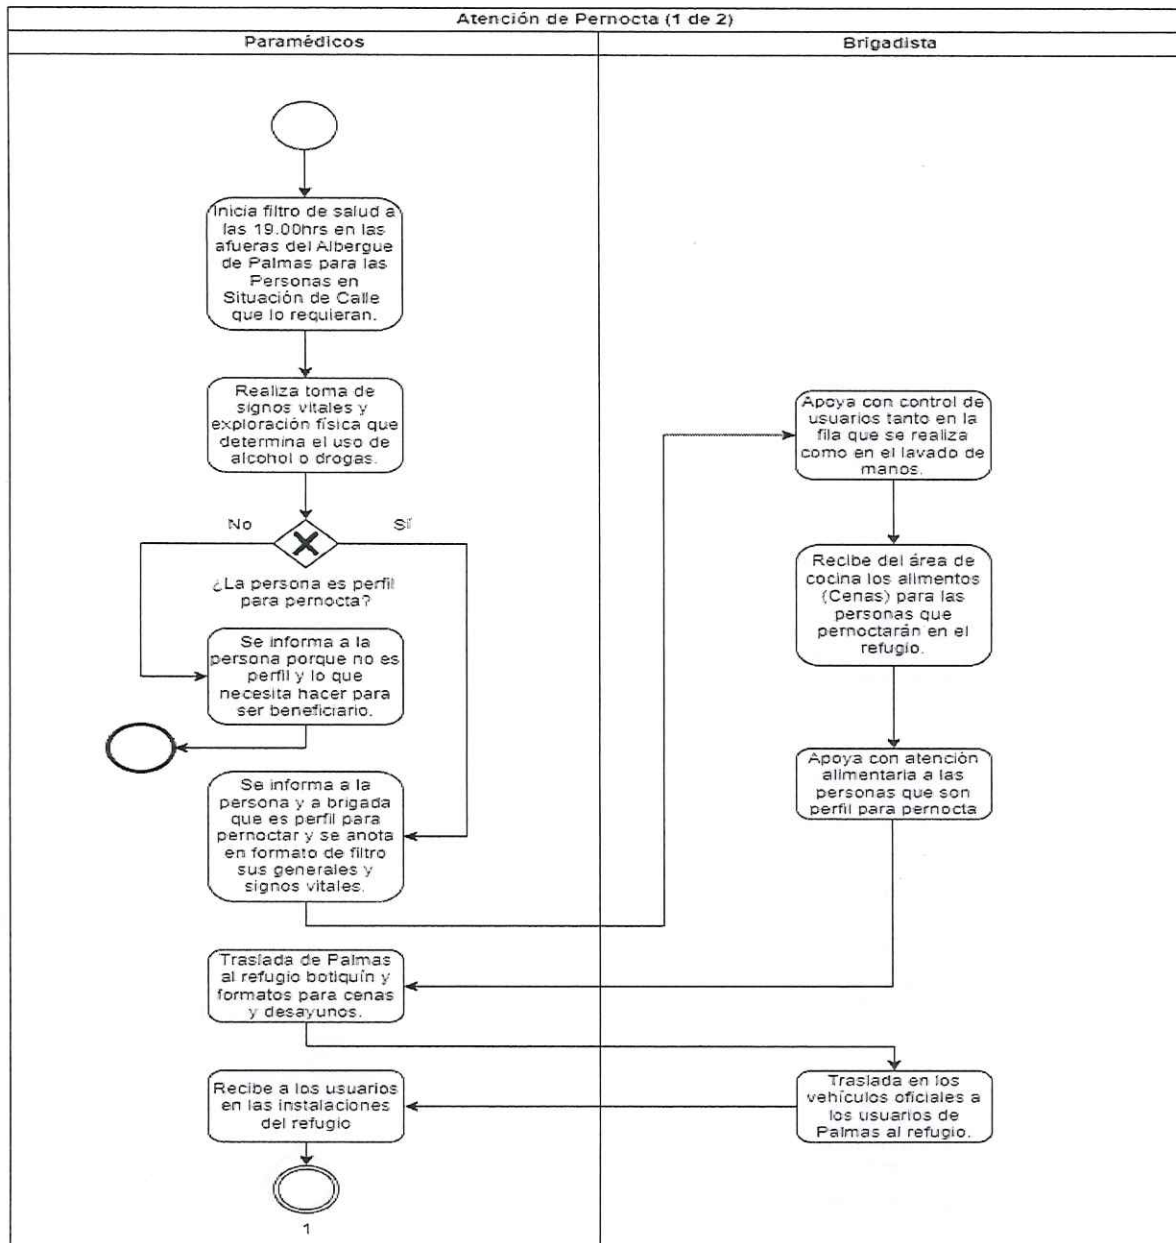 Atención de Pernocta (1 de 2)
Paramédicos
Brigadista
Inicia filtro de salud a
las 19.00hrs en las
afueras del Albergue
de Palmas para las
Personas en
Situación de Calle
que lo requieran.
Realiza toma de
signos vitales y
exploración física que
determina el uso de
alcohol o drogas.
No
Sí
¿La persona es perfil
para pernocta?
Se informa a la
persona porque no es
perfil y lo que
necesita hacer para
ser beneficiario.
Se informa a la
persona y a brigada
que es perfil para
pernoctar y se anota
en formato de filtro
sus generales y
signos vitales.
Apoya con control de
usuarios tanto en la
fila que se realiza
como en el lavado de
manos.
Recibe del área de
cocina los alimentos
(Cenas) para las
personas que
pernoctarán en el
refugio.
Apoya con atención
alimentaria a las
personas que son
perfil para pernocta
Traslada de Palmas
al refugio botiquín y
formatos para cenas
y desayunos.
Traslada en los
vehículos oficiales a
los usuarios de
Palmas al refugio.
Recibe a los usuarios
en las instalaciones
del refugio
1